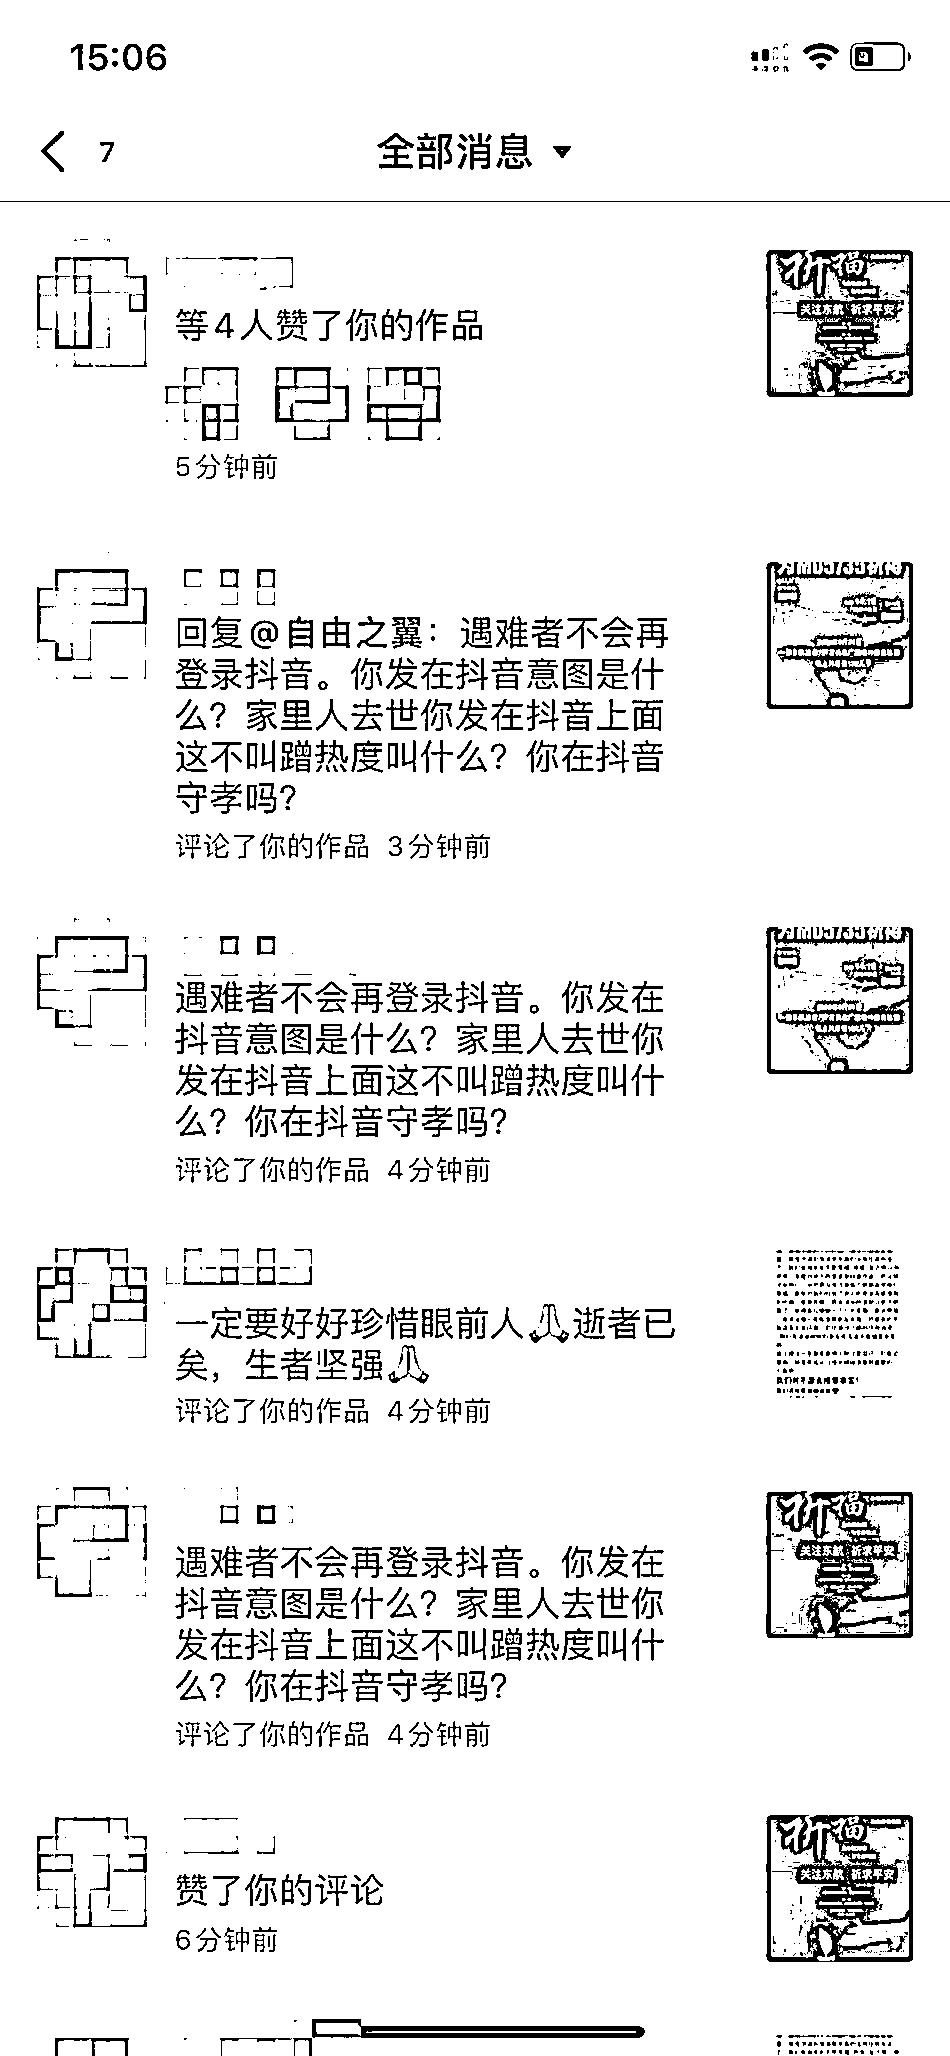 15:06
7
全部消息
祈福
等4人赞了你的作品
5分钟前
回复@自由之翼：遇难者不会再
登录抖音。你发在抖音意图是什
么？家里人去世你发在抖音上面
这不叫蹭热度叫什么？你在抖音
守孝吗？
评论了你的作品 3分钟前
遇难者不会再登录抖音。你发在
抖音意图是什么？家里人去世你
发在抖音上面这不叫蹭热度叫什
么？你在抖音守孝吗？
评论了你的作品 4分钟前
一定要好好珍惜眼前人🙏逝者已
矣，生者坚强🙏
评论了你的作品 4分钟前
祈福
遇难者不会再登录抖音。你发在
抖音意图是什么？家里人去世你
发在抖音上面这不叫蹭热度叫什
么？你在抖音守孝吗？
评论了你的作品 4分钟前
祈福
赞了你的评论
6分钟前